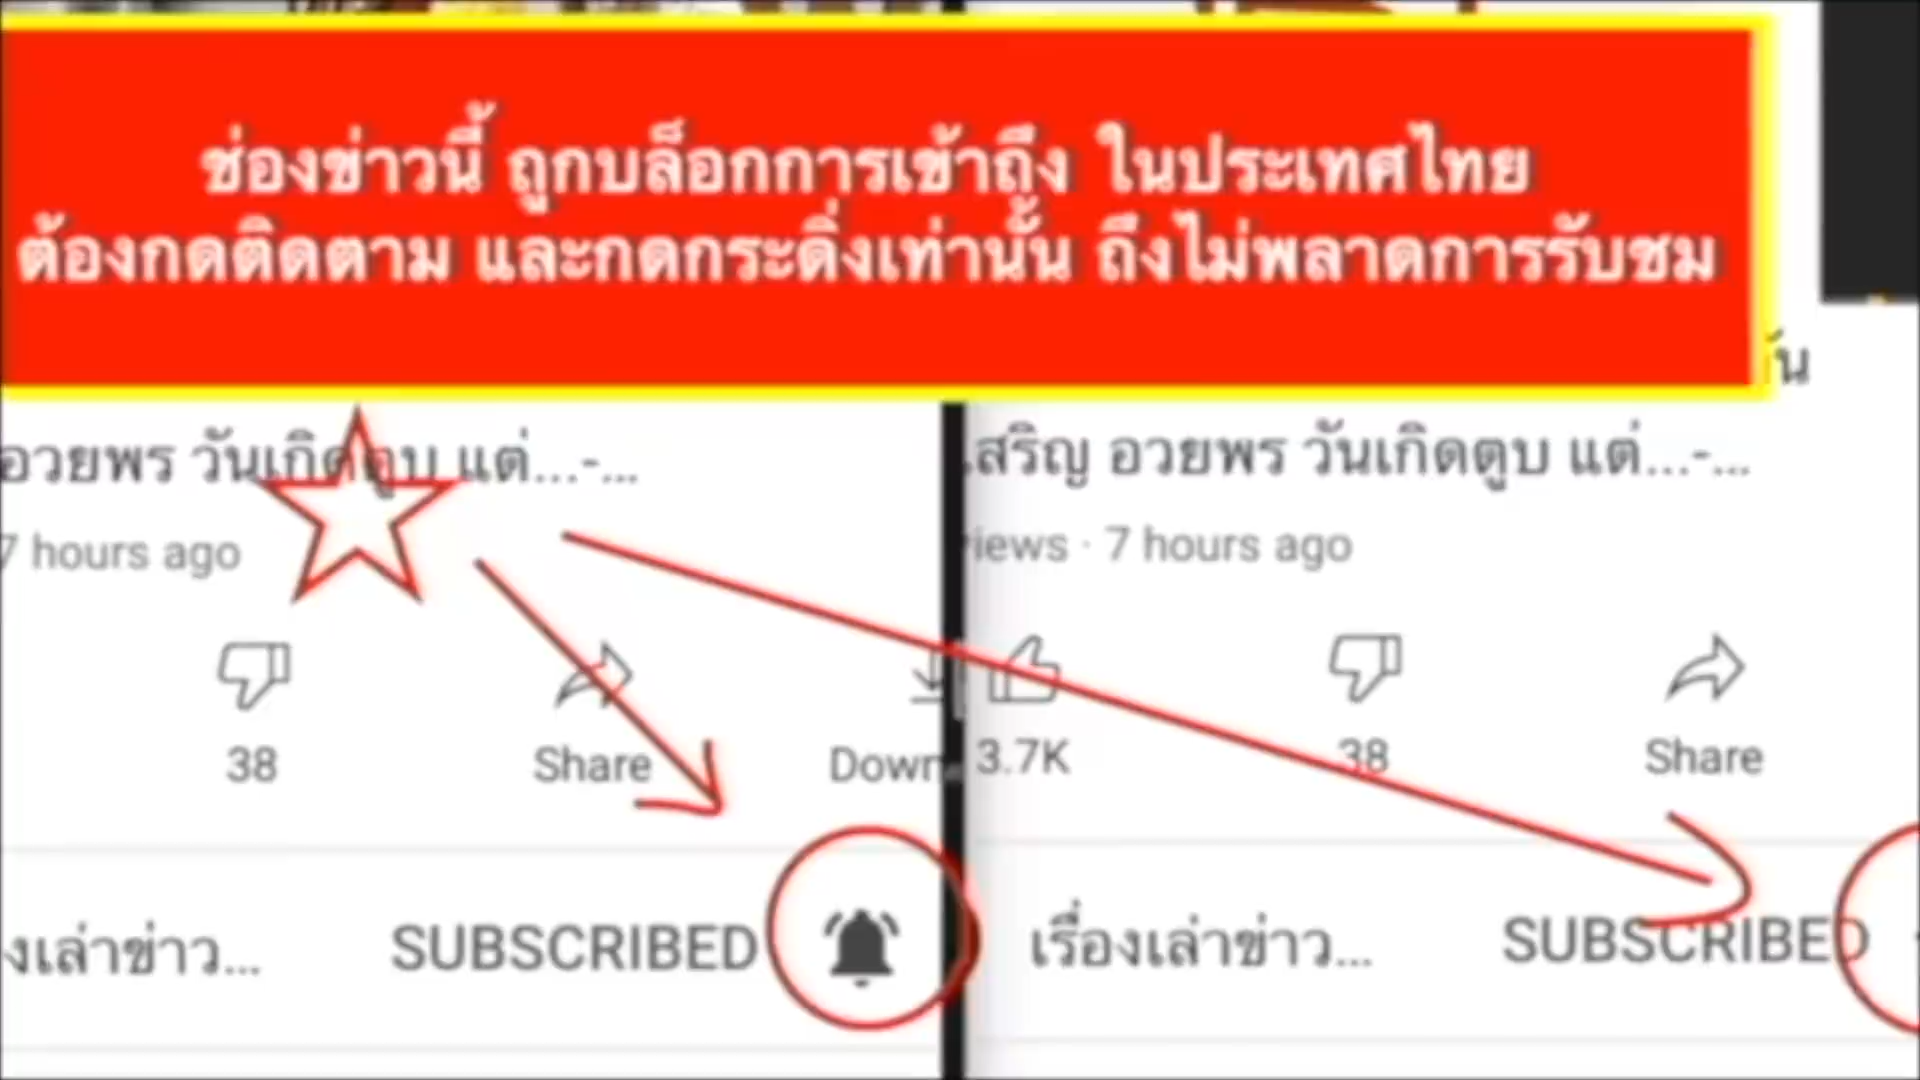 ช่องข่าวนี้ ถูกบล็อกการเข้าถึง ในประเทศไทย
ต้องกดติดตาม และกดกระดิ่งเท่านั้น ถึงไม่พลาดการรับชม
อวยพร วันเกิดตูบ แต่...-...
7 hours ago
38
Share
Down
งเล่าข่าว...
SUBSCRIBED
สริญ อวยพร วันเกิดตูบ แต่...-...
iews · 7 hours ago
3.7K
38
Share
เรื่องเล่าข่าว...
SUBSCRIBED